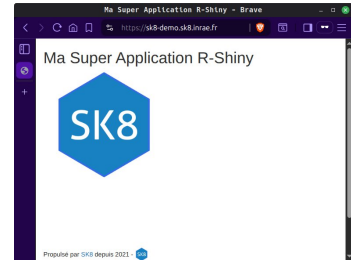 Ma Super Application R-Shiny - Brave
https://sk8-demo.sk8.inrae.fr
Ma Super Application R-Shiny
SK8
Propulsé par SK8 depuis 2021 - SK8